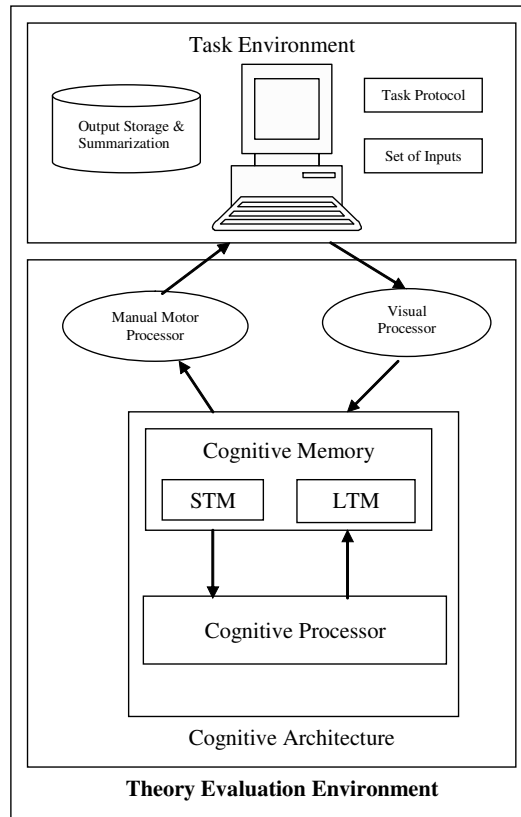 Task Environment
Output Storage &
Summarization
Task Protocol
Set of Inputs
Manual Motor
Processor
Visual
Processor
Cognitive Memory
STM
LTM
Cognitive Processor
Cognitive Architecture
Theory Evaluation Environment